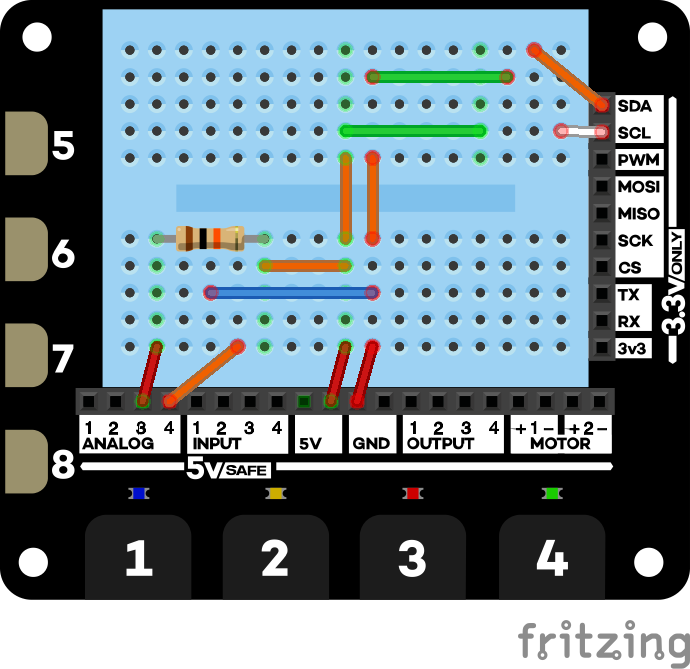 SDA
SCL
5
PWM
MOSI
MISO
6
SCK
CS
3.3v/ONLY
TX
RX
7
3v3
1 2 3 4 1 2 3 4 1 2 3 4 +1- +2-
ANALOG INPUT 5V GND OUTPUT MOTOR
8
5v/SAFE
1 2 3 4
fritzing